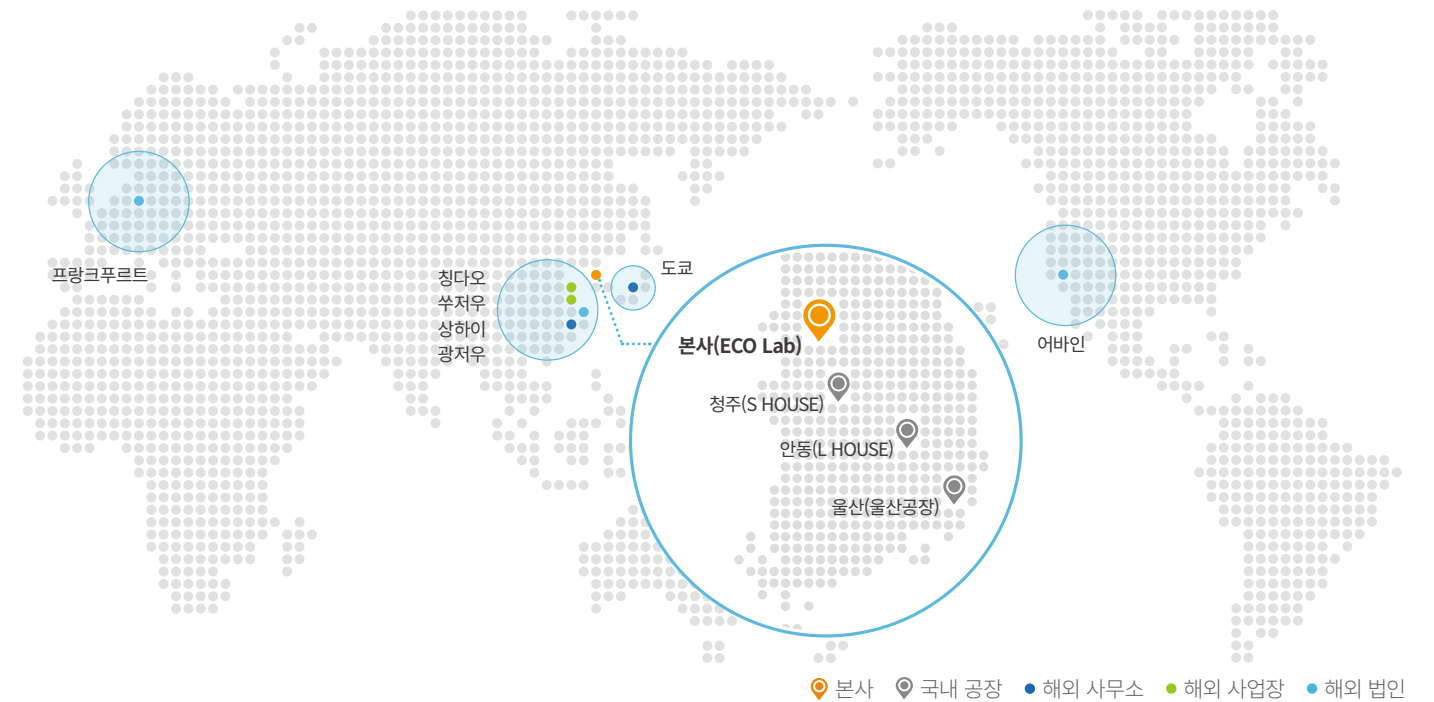 프랑크푸르트
칭다오
쑤저우
상하이
광저우
도쿄
본사(ECO Lab)
청주(S HOUSE)
안동(L HOUSE)
울산(울산공장)
어바인
본사 국내 공장 해외 사무소 해외 사업장 해외 법인